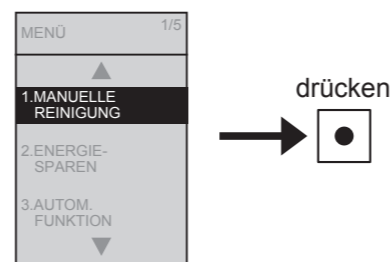 MENÜ 1/5
1.MANUELLE
REINIGUNG
drücken
2.ENERGIE-
SPAREN
3.AUTOM.
FUNKTION